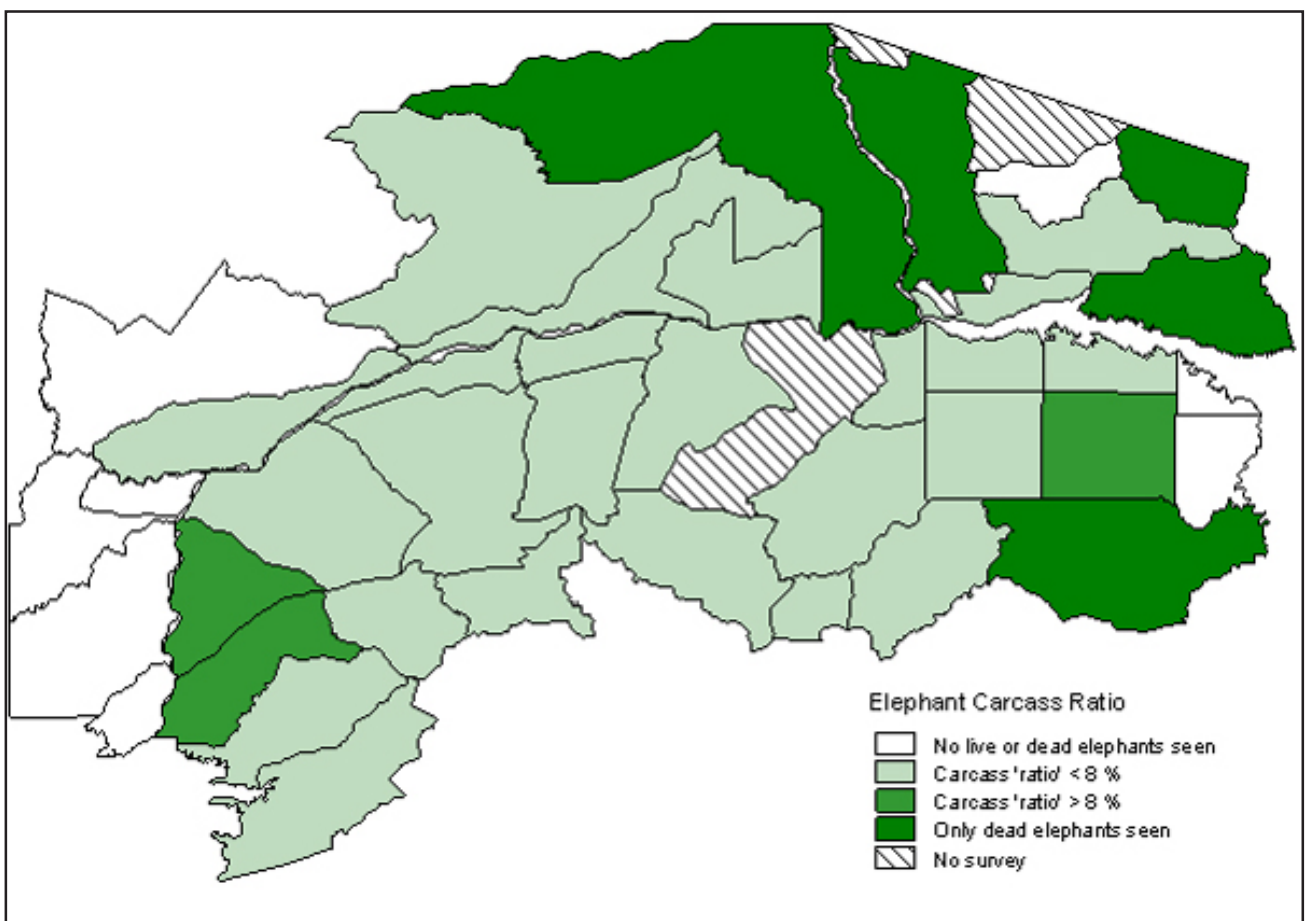 Elephant Carcass Ratio
No live or dead elephants seen
Carcass 'ratio' < 8 %
Carcass 'ratio' > 8 %
Only dead elephants seen
No survey